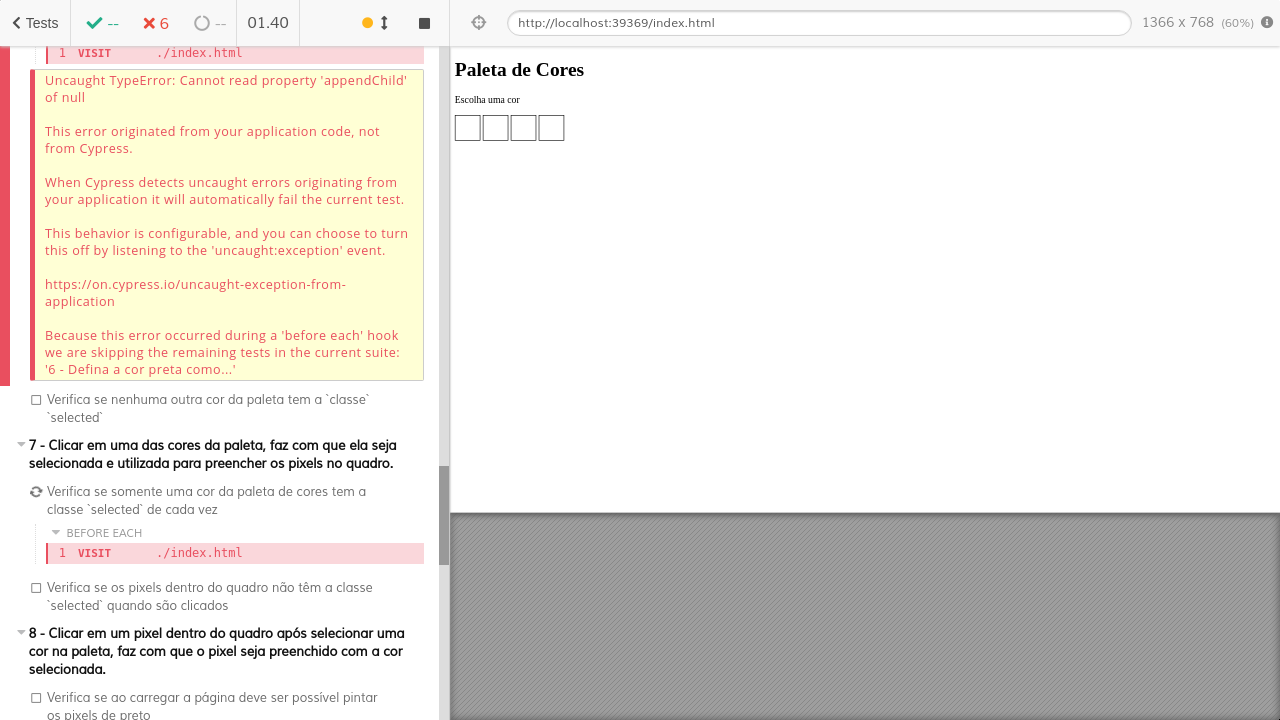 Tests
--
6
--
01.40
http://localhost:39369/index.html
1366 x 768 (60%)
1 VISIT ./index.html
Uncaught TypeError: Cannot read property 'appendChild'
of null
This error originated from your application code, not
from Cypress.
When Cypress detects uncaught errors originating from
your application it will automatically fail the current test.
This behavior is configurable, and you can choose to turn
this off by listening to the 'uncaught:exception' event.
https://on.cypress.io/uncaught-exception-from-
application
Because this error occurred during a 'before each' hook
we are skipping the remaining tests in the current suite:
'6 - Defina a cor preta como...'
Verifica se nenhuma outra cor da paleta tem a `classe`
`selected`
7 - Clicar em uma das cores da paleta, faz com que ela seja
selecionada e utilizada para preencher os pixels no quadro.
Verifica se somente uma cor da paleta de cores tem a
classe `selected` de cada vez
BEFORE EACH
1 VISIT ./index.html
Verifica se os pixels dentro do quadro não têm a classe
`selected` quando são clicados
8 - Clicar em um pixel dentro do quadro após selecionar uma
cor na paleta, faz com que o pixel seja preenchido com a cor
selecionada.
Verifica se ao carregar a página deve ser possível pintar
os pixels de preto
Paleta de Cores
Escolha uma cor